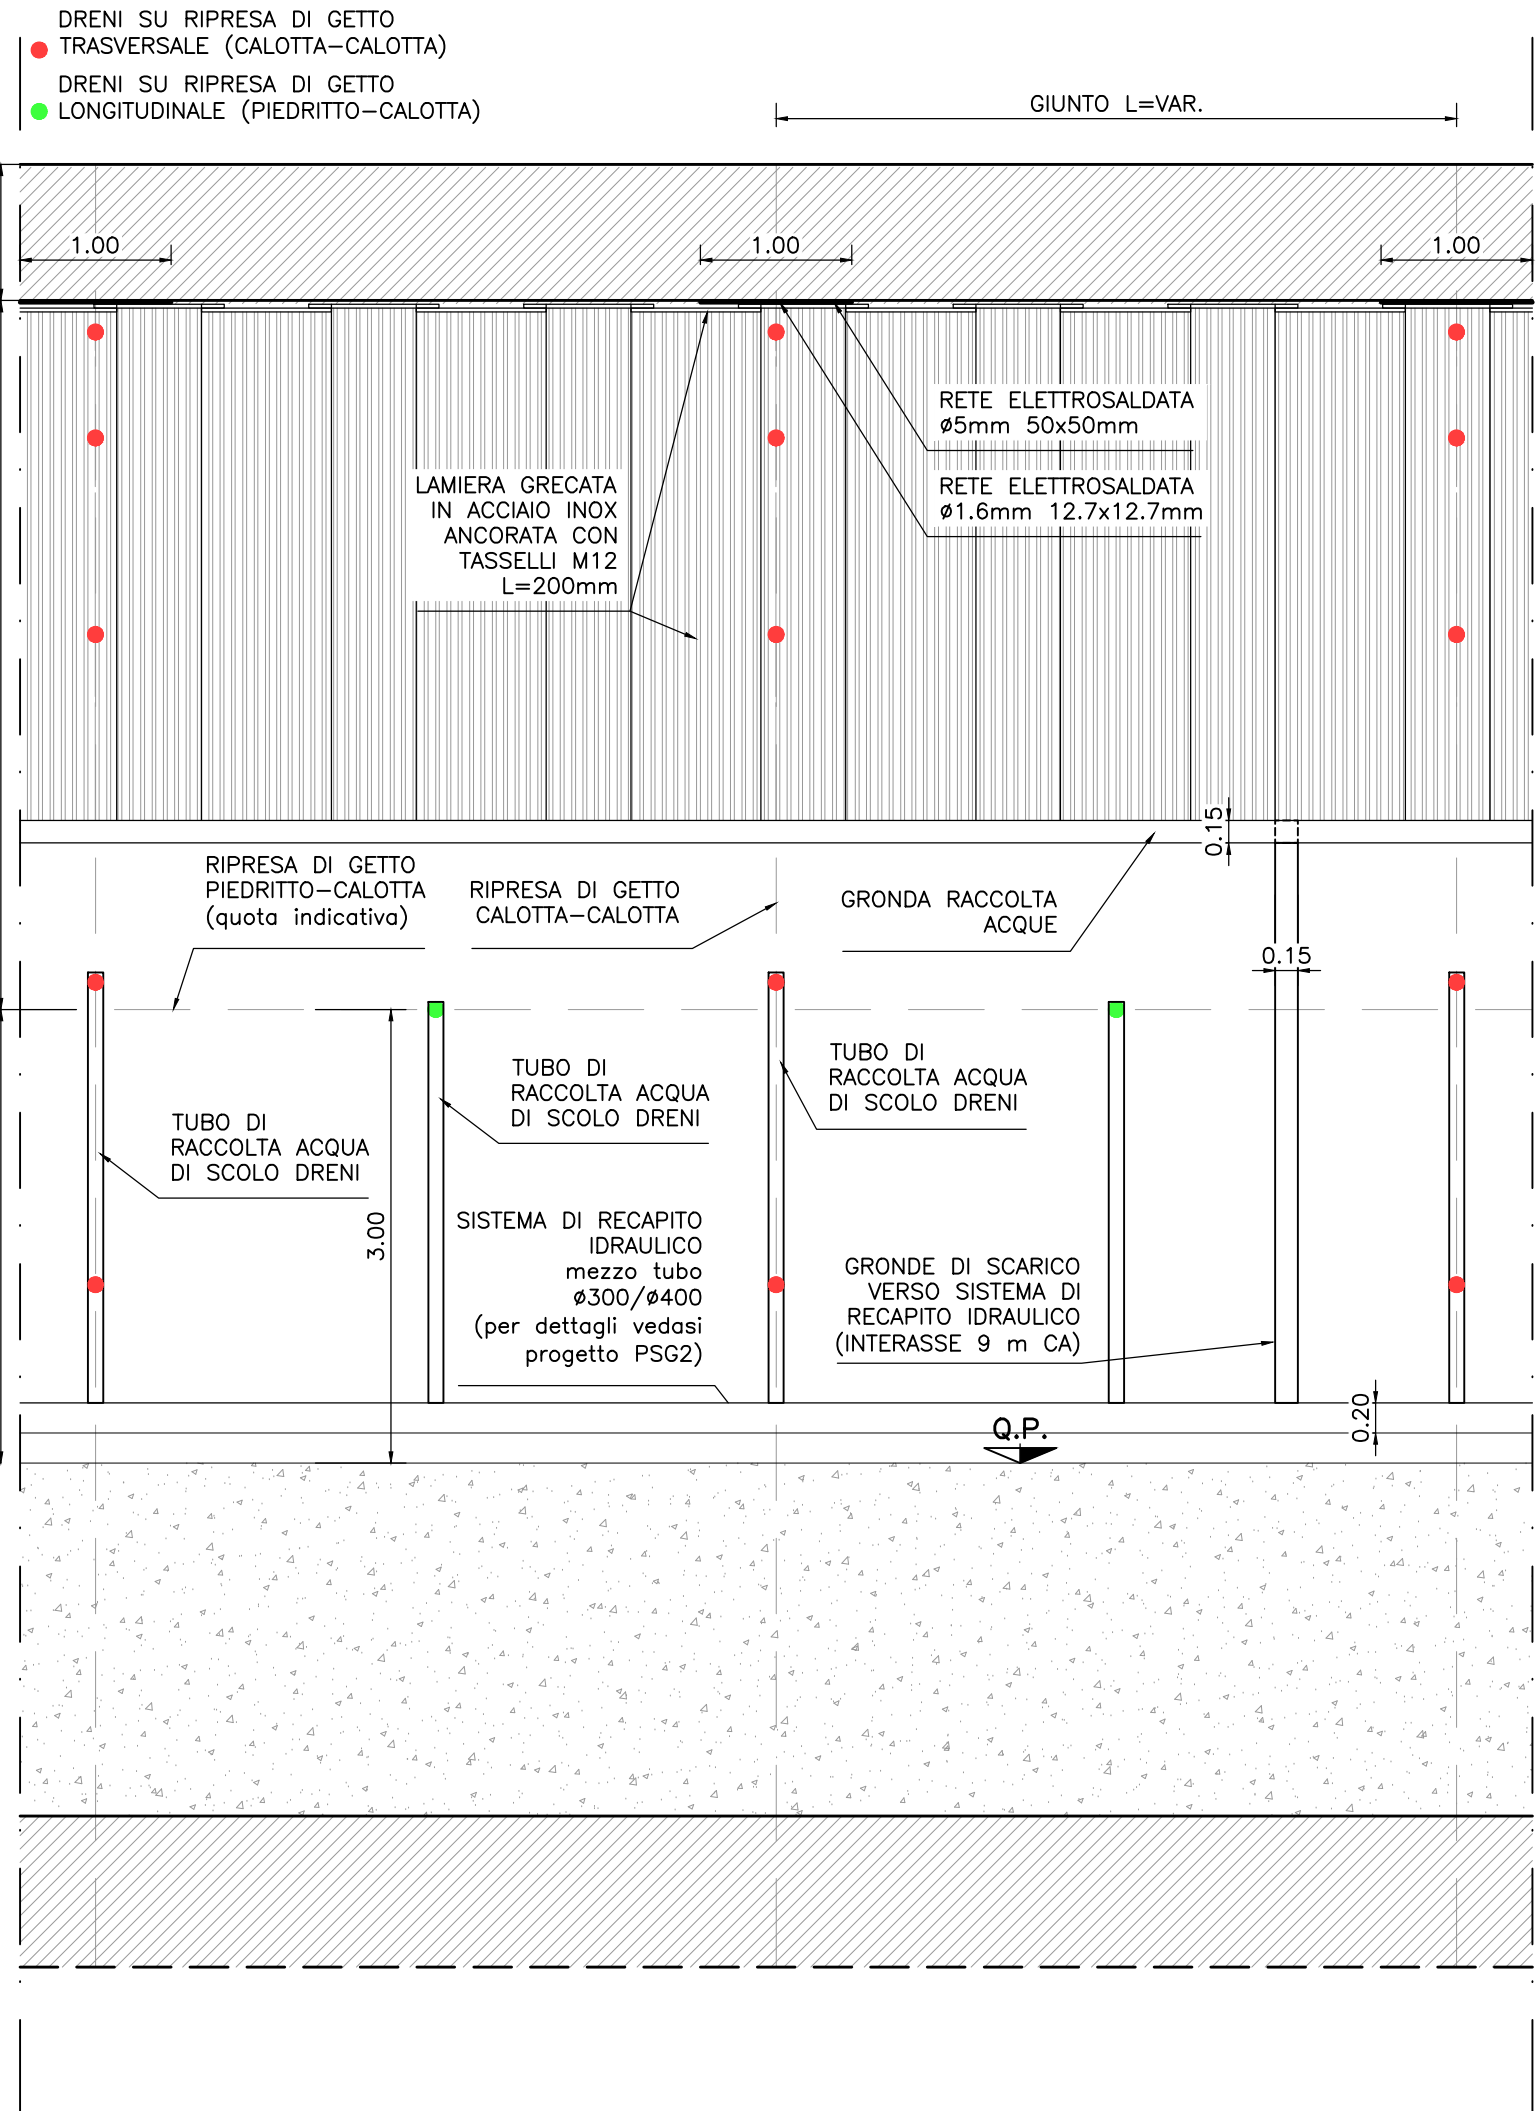 DRENI SU RIPRESA DI GETTO
TRASVERSALE (CALOTTA-CALOTTA)
DRENI SU RIPRESA DI GETTO
LONGITUDINALE (PIEDRITTO-CALOTTA)
GIUNTO L=VAR.
1.00
1.00
1.00
RETE ELETTROSALDATA
ø5mm 50x50mm
RETE ELETTROSALDATA
ø1.6mm 12.7x12.7mm
LAMIERA GRECATA
IN ACCIAIO INOX
ANCORATA CON
TASSELLI M12
L=200mm
0.15
RIPRESA DI GETTO
PIEDRITTO-CALOTTA
(quota indicativa)
RIPRESA DI GETTO
CALOTTA-CALOTTA
GRONDA RACCOLTA
ACQUE
0.15
TUBO DI
RACCOLTA ACQUA
DI SCOLO DRENI
TUBO DI
RACCOLTA ACQUA
DI SCOLO DRENI
TUBO DI
RACCOLTA ACQUA
DI SCOLO DRENI
3.00
SISTEMA DI RECAPITO
IDRAULICO
mezzo tubo
ø300/ø400
(per dettagli vedasi
progetto PSG2)
GRONDE DI SCARICO
VERSO SISTEMA DI
RECAPITO IDRAULICO
(INTERASSE 9 m CA)
0.20
Q.P.